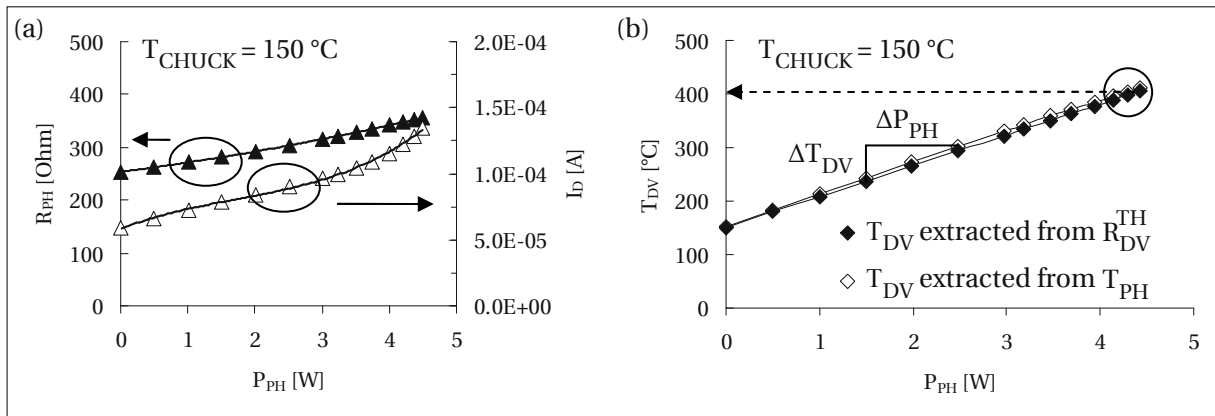 (a)
T_CHUCK = 150 °C
500
400
300
200
100
0
R_PH [Ohm]
2.0E-04
1.5E-04
1.0E-04
5.0E-05
0.0E+00
I_D [A]
0 1 2 3 4 5
P_PH [W]
(b)
T_CHUCK = 150 °C
500
400
300
200
100
0
T_DV [°C]
ΔP_PH
ΔT_DV
T_DV extracted from R_DV^TH
T_DV extracted from T_PH
0 1 2 3 4 5
P_PH [W]